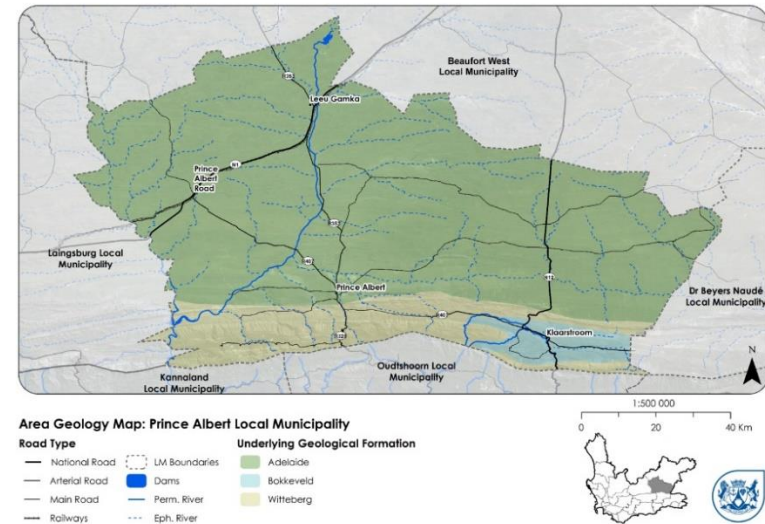 Beaufort West
Local Municipality
Leeu Gamka
N1
Prince
Albert
Road
Laingsburg Local
Municipality
Prince Albert
Dr Beyers Naudé
Local Municipality
Klaarstroom
N
Kannaland
Local Municipality
Oudtshoorn Local
Municipality
Area Geology Map: Prince Albert Local Municipality
1:500 000
0 20 40 Km
Road Type
Underlying Geological Formation
National Road LM Boundaries Adelaide
Arterial Road Dams Bokkeveld
Main Road Perm. River Witteberg
Railways Eph. River